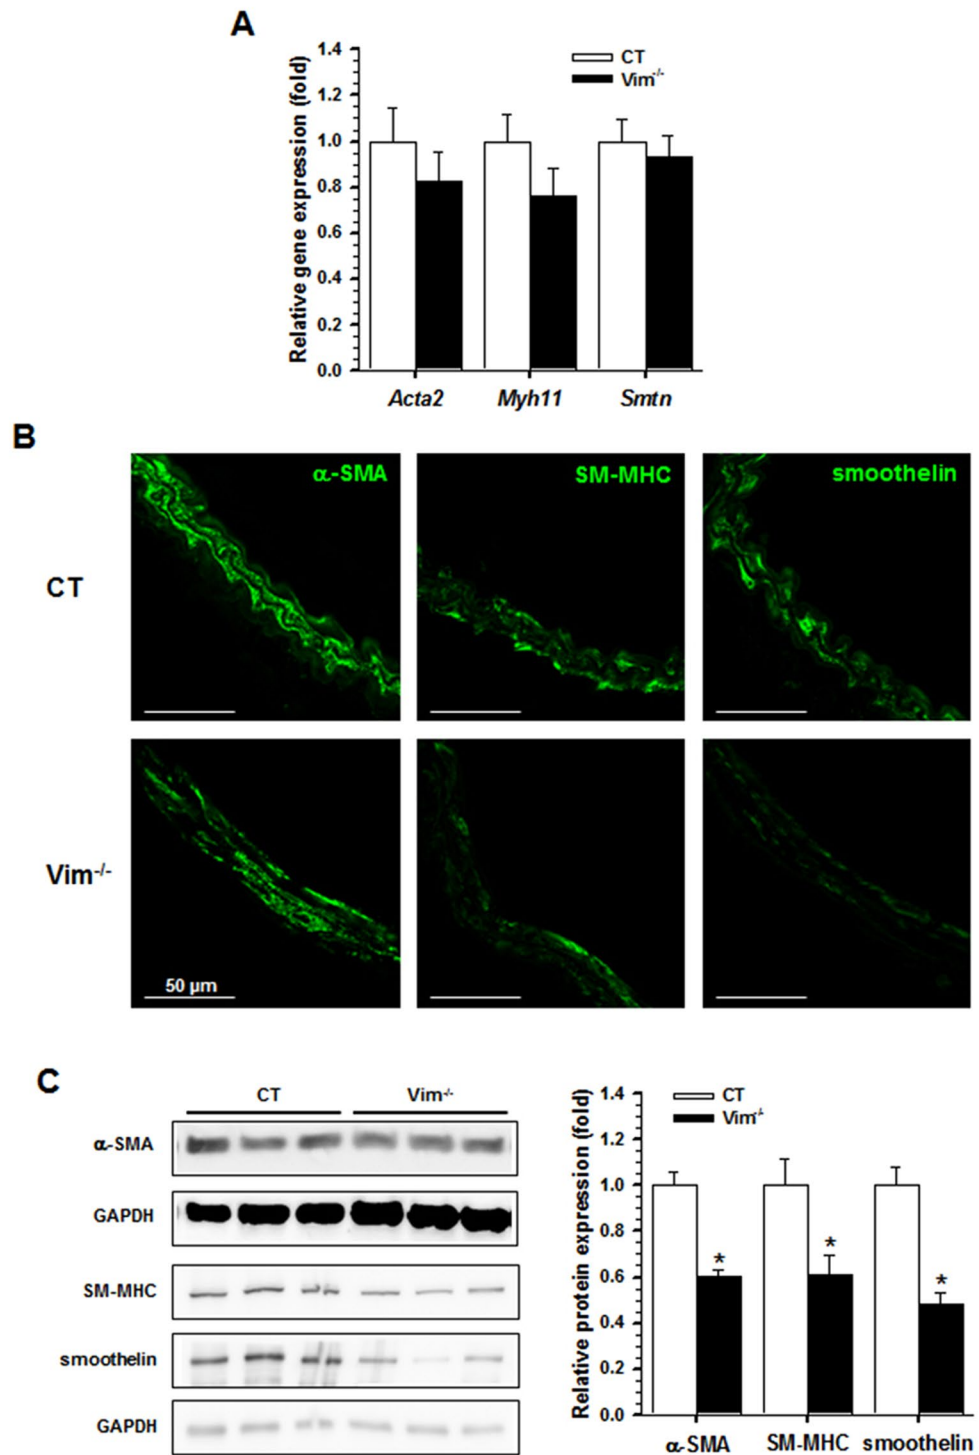 A
Relative gene expression (fold)
1.4
1.2
1.0
0.8
0.6
0.4
0.2
0.0
CT
Vim-/-
Acta2 Myh11 Smtn
B
α-SMA SM-MHC smoothelin
CT
Vim-/-
50 µm
C
CT Vim-/-
α-SMA
GAPDH
SM-MHC
smoothelin
GAPDH
Relative protein expression (fold)
1.4
1.2
1.0
0.8
0.6
0.4
0.2
0.0
CT
Vim-/-
* * *
α-SMA SM-MHC smoothelin